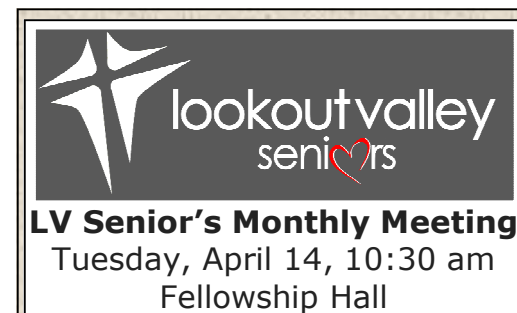 lookoutvalley
seniors
LV Senior’s Monthly Meeting
Tuesday, April 14, 10:30 am
Fellowship Hall